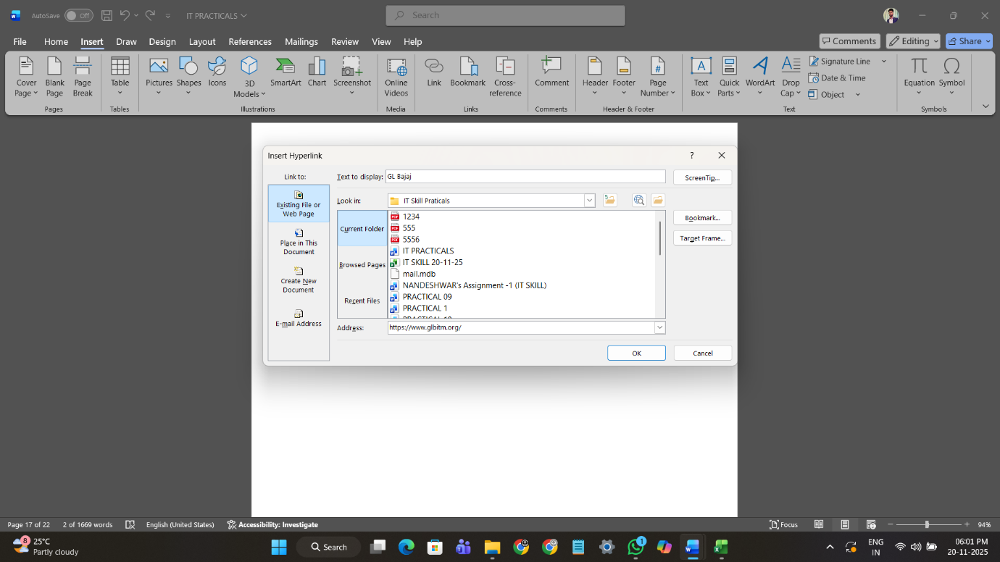 AutoSave Off IT PRACTICALS Search
File Home Insert Draw Design Layout References Mailings Review View Help Comments Editing Share
Cover Page Blank Page Page Break Table Pictures Shapes Icons 3D Models SmartArt Chart Screenshot Online Videos Link Bookmark Cross-reference Comment Header Footer Page Number Text Box Quick Parts WordArt Drop Cap Signature Line Date & Time Object Equation Symbol
Pages Tables Illustrations Media Links Comments Header & Footer Text Symbols
Insert Hyperlink ?
Link to: Text to display: GL Bajaj ScreenTip...
Existing File or Web Page
Place in This Document
Create New Document
E-mail Address
Look in: IT Skill Praticals
Current Folder
Browsed Pages
Recent Files
1234
555
5556
IT PRACTICALS
IT SKILL 20-11-25
mail.mdb
NANDESHWAR's Assignment -1 (IT SKILL)
PRACTICAL 09
PRACTICAL 1
Bookmark...
Target Frame...
Address: https://www.glbitm.org/
OK Cancel
Page 17 of 22 2 of 1669 words English (United States) Accessibility: Investigate Focus 94%
8 25°C
Partly cloudy
Search
1
ENG
IN
06:01 PM
20-11-2025